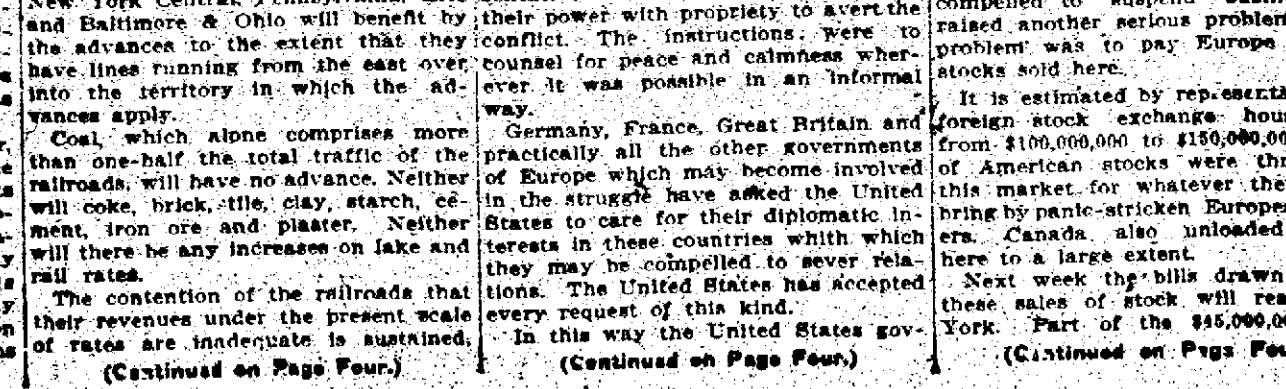 New York Central, Pennsylvania, Erie
and Baltimore & Ohio will benefit by
the advances to the extent that they
have lines running from the east over
into the territory in which the ad-
vances apply.
Coal, which alone comprises more
than one-half the total traffic of the
railroads, will have no advance. Neither
will coke, brick, tile, clay, starch, ce-
ment, iron ore and plaster. Neither
will there be any increases on lake and
rail rates.
The contention of the railroads that
their revenues under the present scale
of rates are inadequate is sustained,
(Continued on Page Four.)
their power with propriety to avert the
conflict. The instructions were to
counsel for peace and calmness wher-
ever it was possible in an informal
way.
Germany, France, Great Britain and
practically all the other governments
of Europe which may become involved
in the struggle have asked the United
States to care for their diplomatic in-
terests in these countries whith which
they may be compelled to sever rela-
tions. The United States has accepted
every request of this kind.
In this way the United States gov-
(Continued on Page Four.)
compelled to suspend
raised another serious problem
problem was to pay Europe
stocks sold here.
It is estimated by representa
foreign stock exchange hou
from $100,000,000 to $150,000,00
of American stocks were thr
this market for whatever the
bring by panic-stricken Europe
ers. Canada also unloaded
here to a large extent.
Next week the bills drawn
these sales of stock will rea
York. Part of the $45,000,00
(Continued on Page Fou